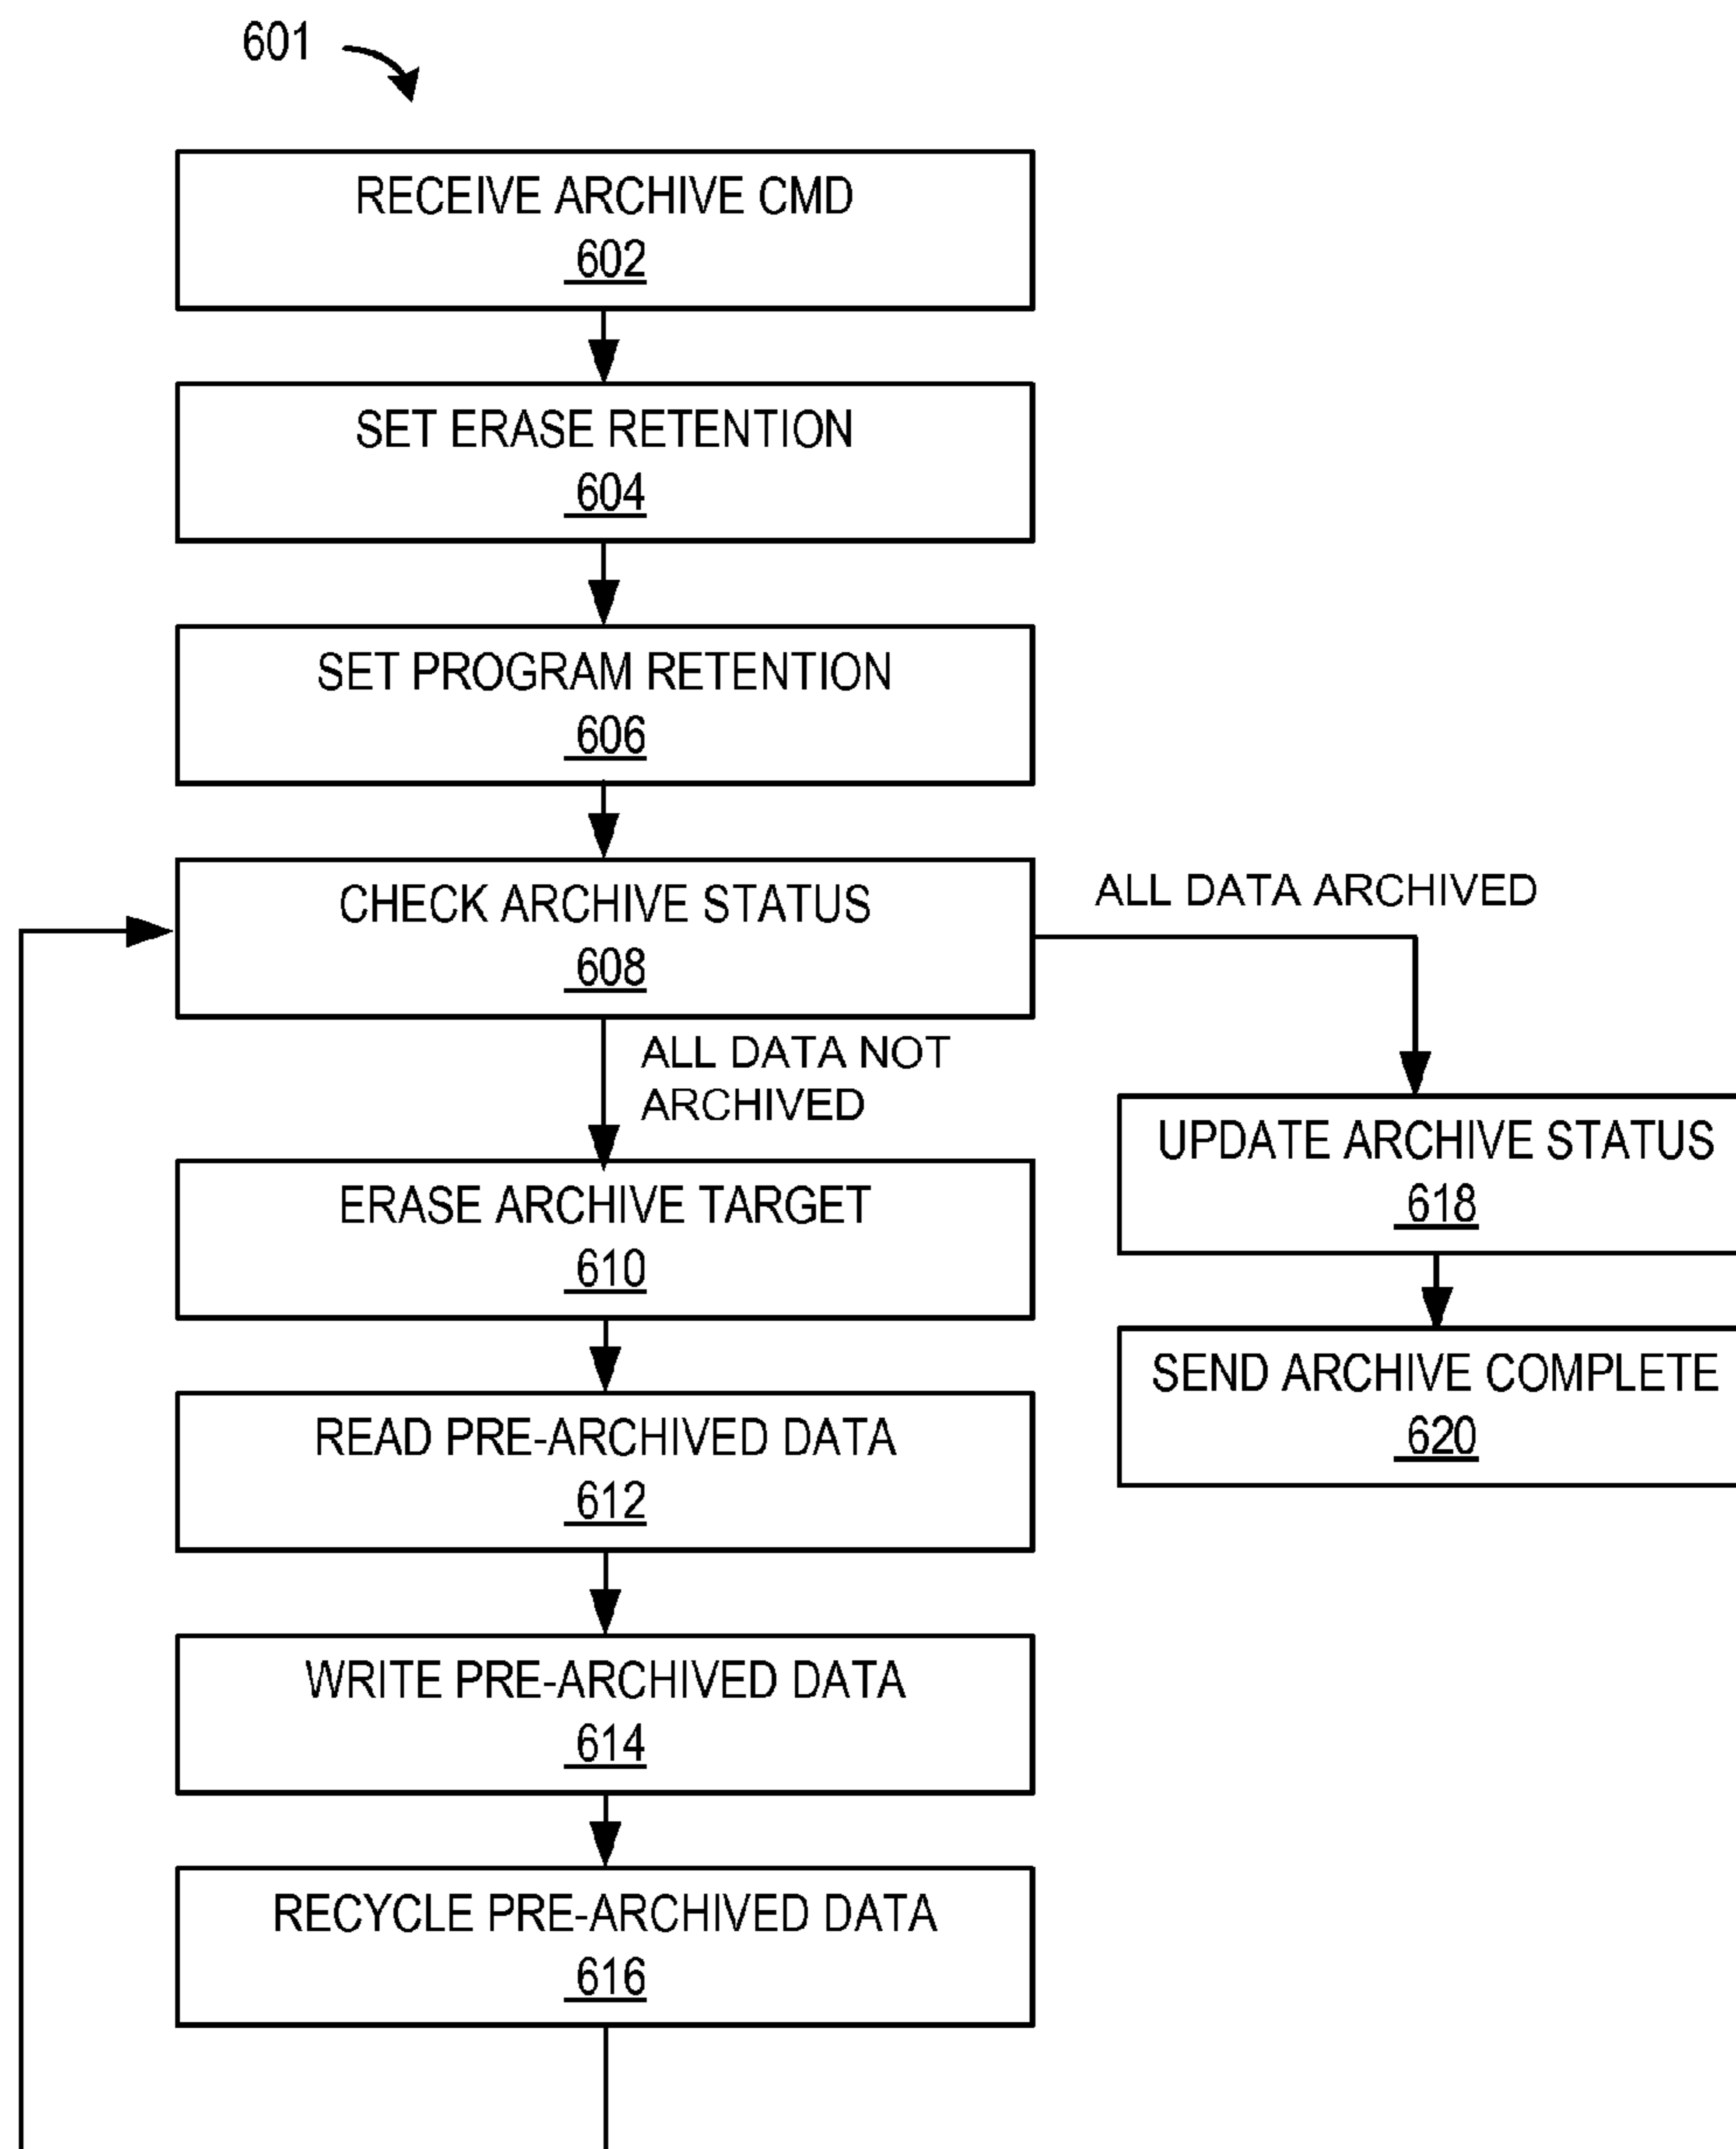 601
RECEIVE ARCHIVE CMD
602
SET ERASE RETENTION
604
SET PROGRAM RETENTION
606
CHECK ARCHIVE STATUS
608
ALL DATA ARCHIVED
ALL DATA NOT
ARCHIVED
ERASE ARCHIVE TARGET
610
READ PRE-ARCHIVED DATA
612
WRITE PRE-ARCHIVED DATA
614
RECYCLE PRE-ARCHIVED DATA
616
UPDATE ARCHIVE STATUS
618
SEND ARCHIVE COMPLETE
620